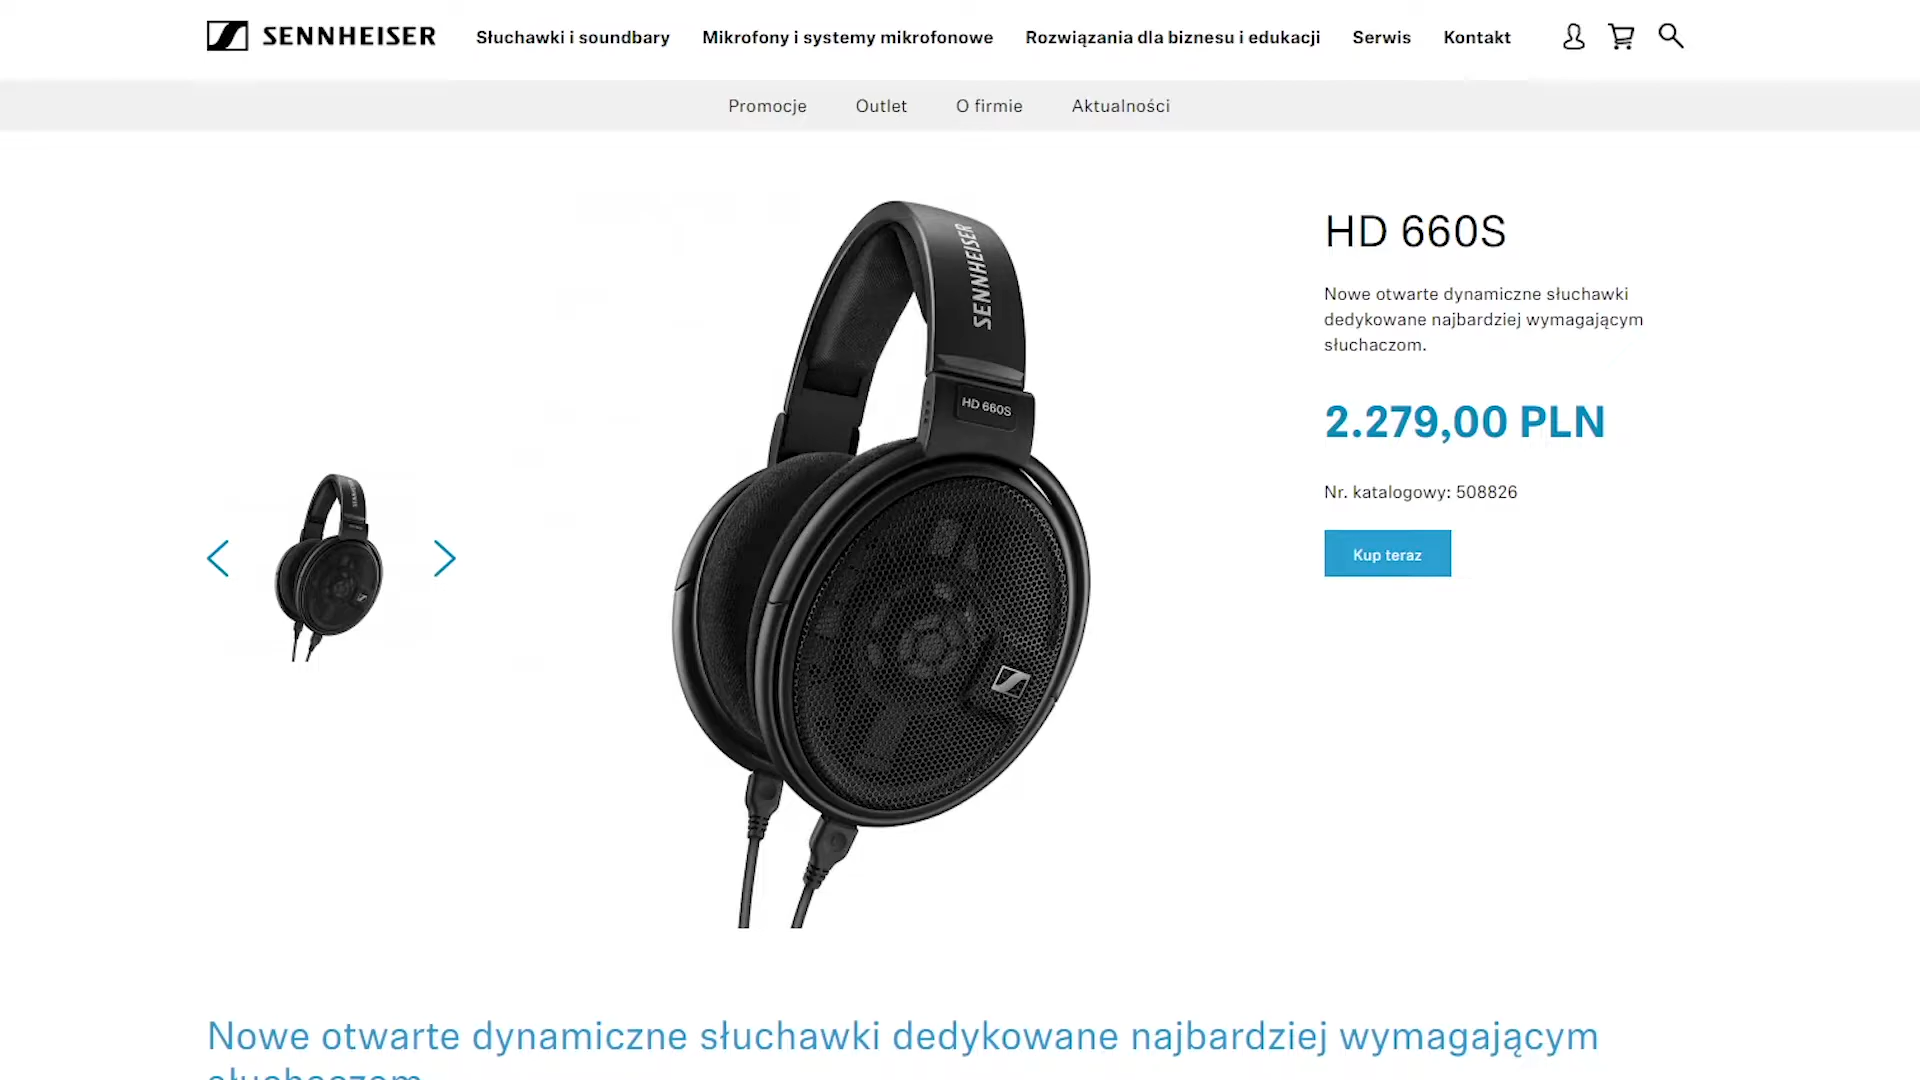 SENNHEISER
Słuchawki i soundbary
Mikrofony i systemy mikrofonowe
Rozwiązania dla biznesu i edukacji
Serwis
Kontakt
Promocje
Outlet
O firmie
Aktualności
SENNHEISER
HD 660S
HD 660S
Nowe otwarte dynamiczne słuchawki
dedykowane najbardziej wymagającym
słuchaczom.
2.279,00 PLN
Nr. katalogowy: 508826
Kup teraz
Nowe otwarte dynamiczne słuchawki dedykowane najbardziej wymagającym
słuchaczom